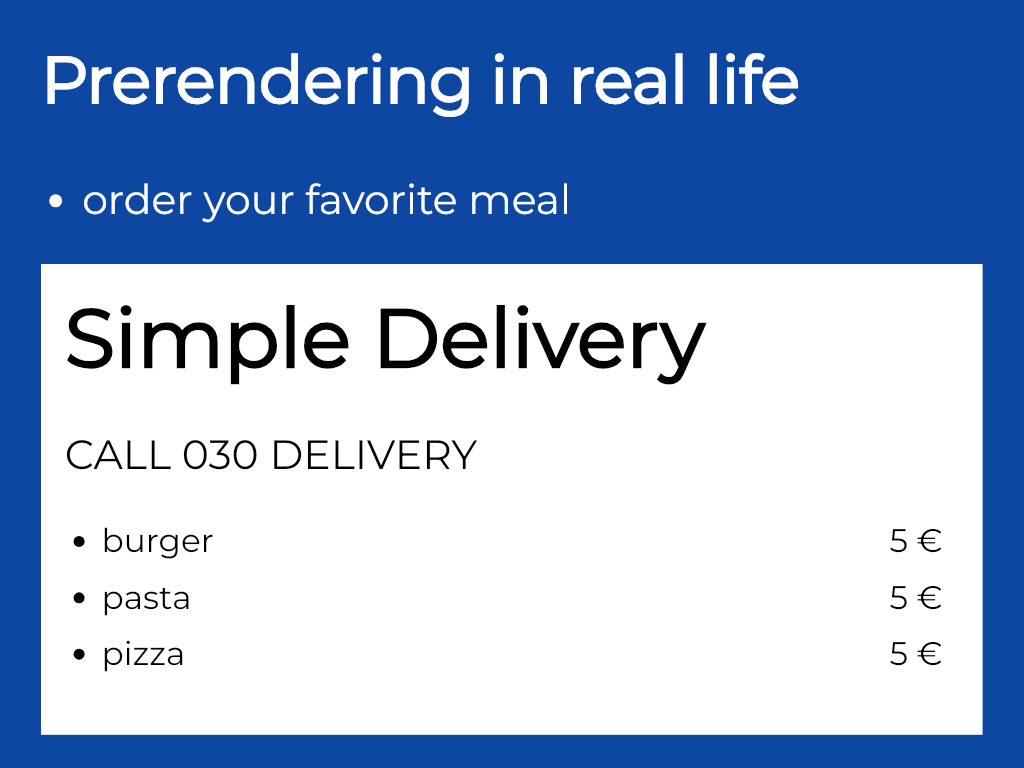 Prerendering in real life
• order your favorite meal
Simple Delivery
CALL 030 DELIVERY
• burger 5 €
• pasta 5 €
• pizza 5 €